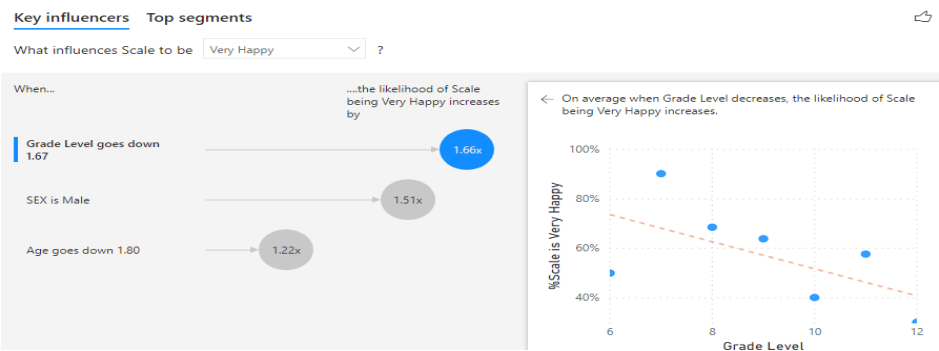 Key influencers Top segments
What influences Scale to be Very Happy ?
When...
....the likelihood of Scale
being Very Happy increases
by
Grade Level goes down
1.67
1.66x
SEX is Male
1.51x
Age goes down 1.80
1.22x
On average when Grade Level decreases, the likelihood of Scale
being Very Happy increases.
100%
80%
60%
40%
%Scale is Very Happy
6 8 10 12
Grade Level